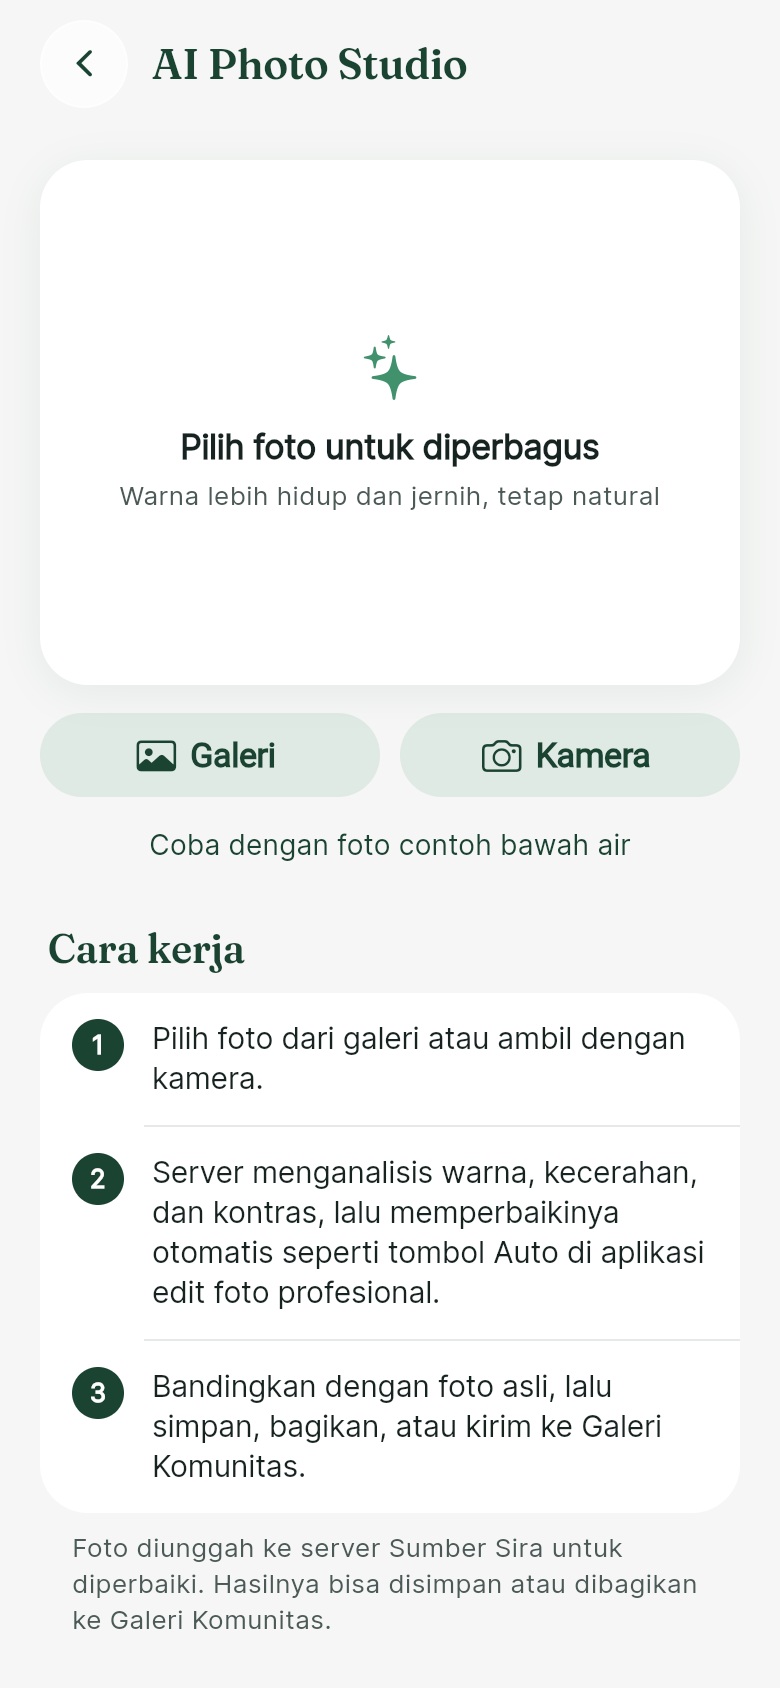 AI Photo Studio
Pilih foto untuk diperbagus
Warna lebih hidup dan jernih, tetap natural
Galeri
Kamera
Coba dengan foto contoh bawah air
Cara kerja
1
Pilih foto dari galeri atau ambil dengan
kamera.
2
Server menganalisis warna, kecerahan,
dan kontras, lalu memperbaikinya
otomatis seperti tombol Auto di aplikasi
edit foto profesional.
3
Bandingkan dengan foto asli, lalu
simpan, bagikan, atau kirim ke Galeri
Komunitas.
Foto diunggah ke server Sumber Sira untuk
diperbaiki. Hasilnya bisa disimpan atau dibagikan
ke Galeri Komunitas.